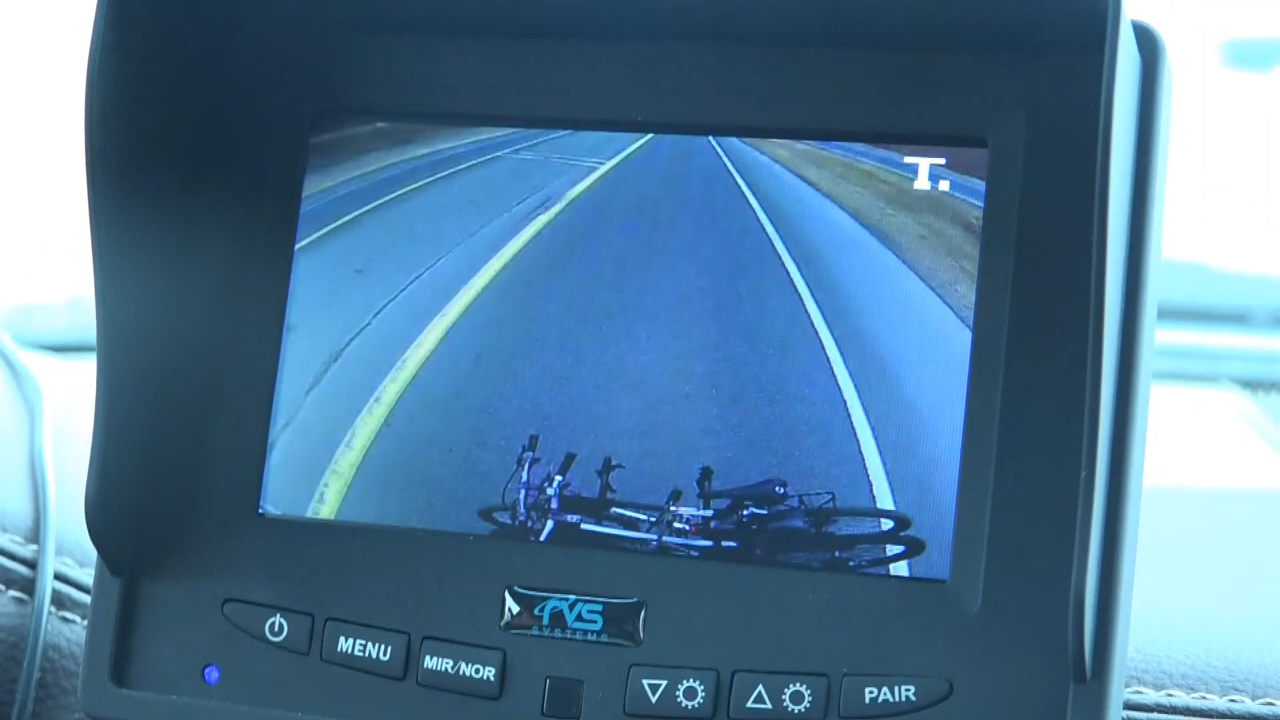 T.
rVS
SYSTEMS
MENU
MIR/NOR
PAIR